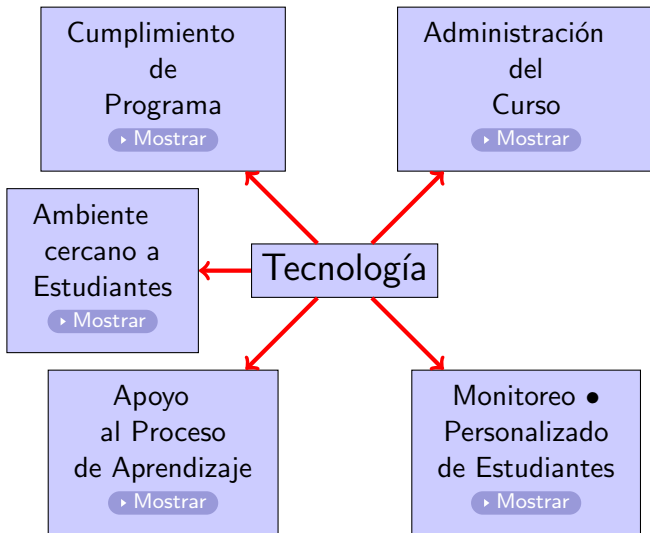 Cumplimiento
de
Programa
Mostrar
Administración
del
Curso
Mostrar
Ambiente
cercano a
Estudiantes
Mostrar
Tecnología
Apoyo
al Proceso
de Aprendizaje
Mostrar
Monitoreo •
Personalizado
de Estudiantes
Mostrar